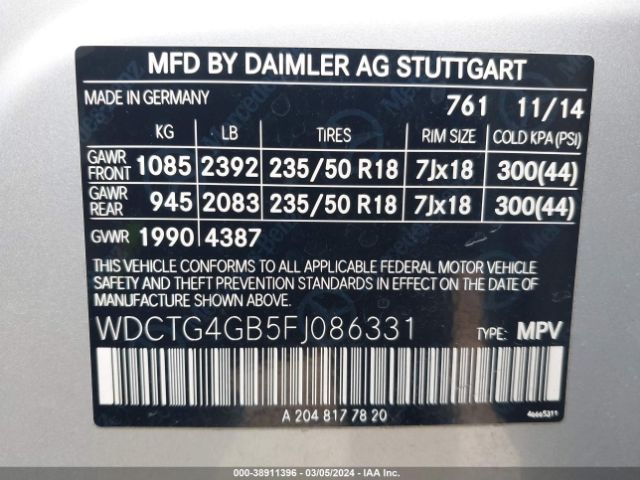 MFD BY DAIMLER AG STUTTGART
MADE IN GERMANY 761 11/14
KG LB TIRES RIM SIZE COLD KPA (PSI)
GAWR FRONT 1085 2392 235/50 R18 7Jx18 300(44)
GAWR REAR 945 2083 235/50 R18 7Jx18 300(44)
GVWR 1990 4387
THIS VEHICLE CONFORMS TO ALL APPLICABLE FEDERAL MOTOR VEHICLE
SAFETY AND THEFT PREVENTION STANDARDS IN EFFECT ON THE DATE
OF MANUFACTURE SHOWN ABOVE.
WDCTG4GB5FJ086331 TYPE: MPV
A 204 817 78 20 46665311
000-38911396 - 03/05/2024 - IAA Inc.